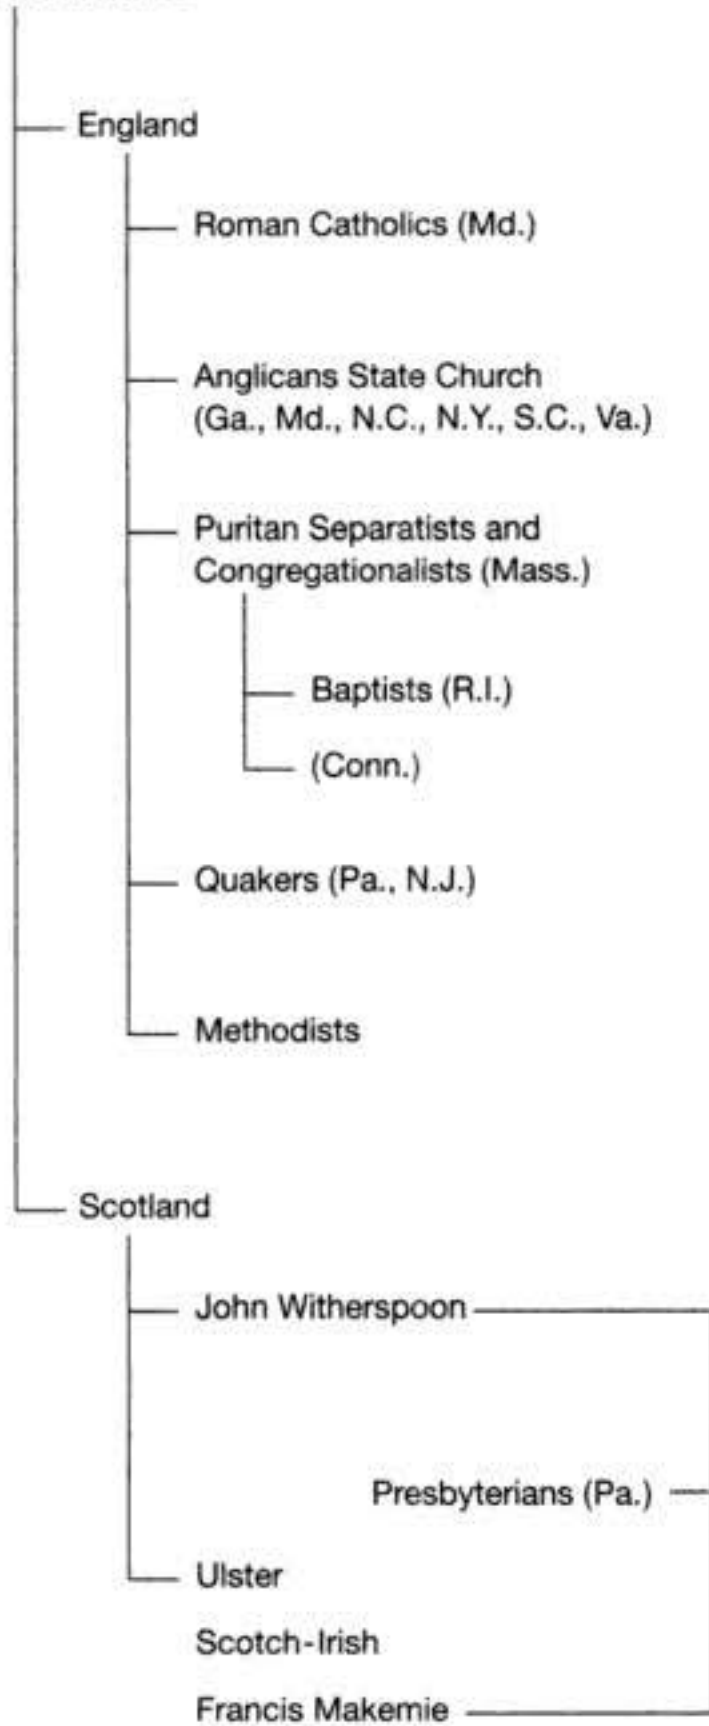 England
Roman Catholics (Md.)
Anglicans State Church
(Ga., Md., N.C., N.Y., S.C., Va.)
Puritan Separatists and
Congregationalists (Mass.)
Baptists (R.I.)
(Conn.)
Quakers (Pa., N.J.)
Methodists
Scotland
John Witherspoon
Presbyterians (Pa.)
Ulster
Scotch-Irish
Francis Makemie